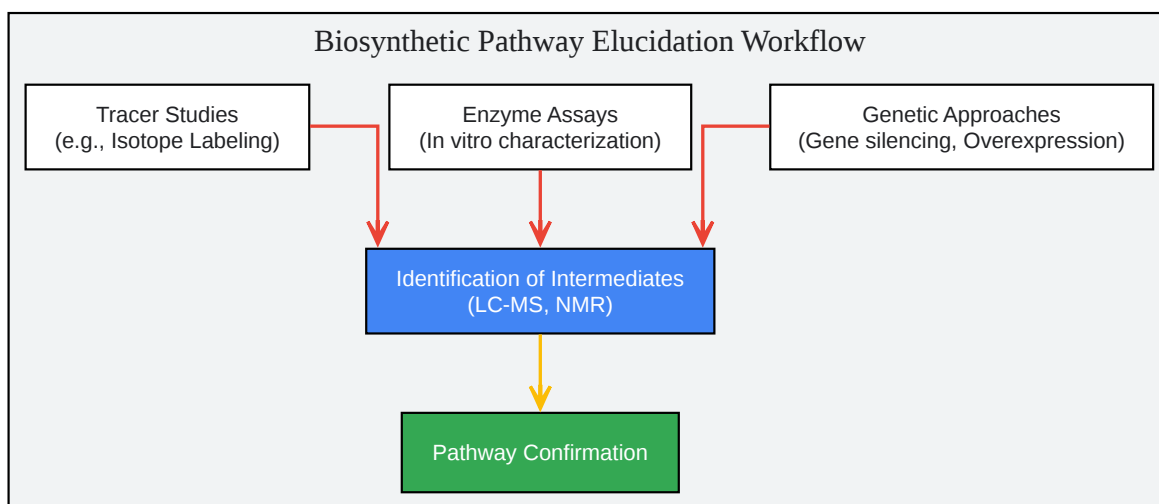 Biosynthetic Pathway Elucidation Workflow
Tracer Studies
(e.g., Isotope Labeling)
Enzyme Assays
(In vitro characterization)
Genetic Approaches
(Gene silencing, Overexpression)
Identification of Intermediates
(LC-MS, NMR)
Pathway Confirmation